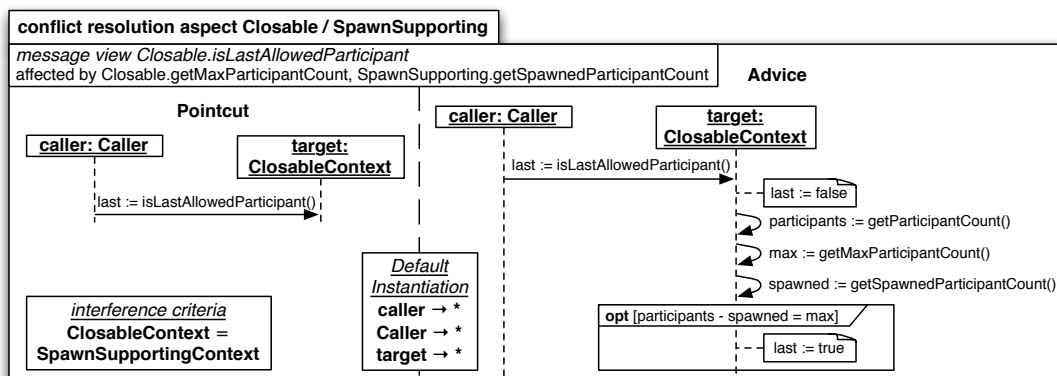 conflict resolution aspect Closable / SpawnSupporting
message view Closable.isLastAllowedParticipant
affected by Closable.getMaxParticipantCount, SpawnSupporting.getSpawnedParticipantCount
Pointcut
caller: Caller
target:
ClosableContext
last := isLastAllowedParticipant()
interference criteria
ClosableContext =
SpawnSupportingContext
Default
Instantiation
caller → *
Caller → *
target → *
Advice
caller: Caller
target:
ClosableContext
last := isLastAllowedParticipant()
last := false
participants := getParticipantCount()
max := getMaxParticipantCount()
spawned := getSpawnedParticipantCount()
opt [participants - spawned = max]
last := true